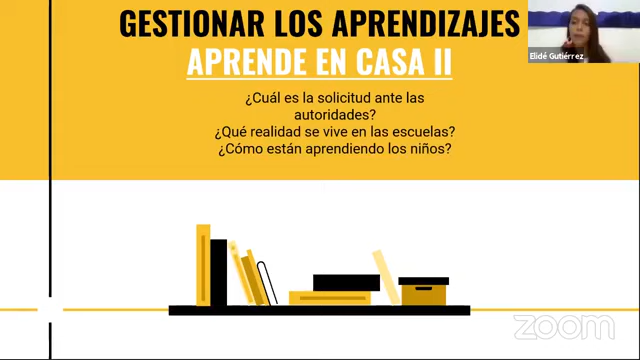 GESTIONAR LOS APRENDIZAJES
APRENDE EN CASA II
¿Cuál es la solicitud ante las
autoridades?
¿Qué realidad se vive en las escuelas?
¿Cómo están aprendiendo los niños?
Elidé Gutiérrez
zoom